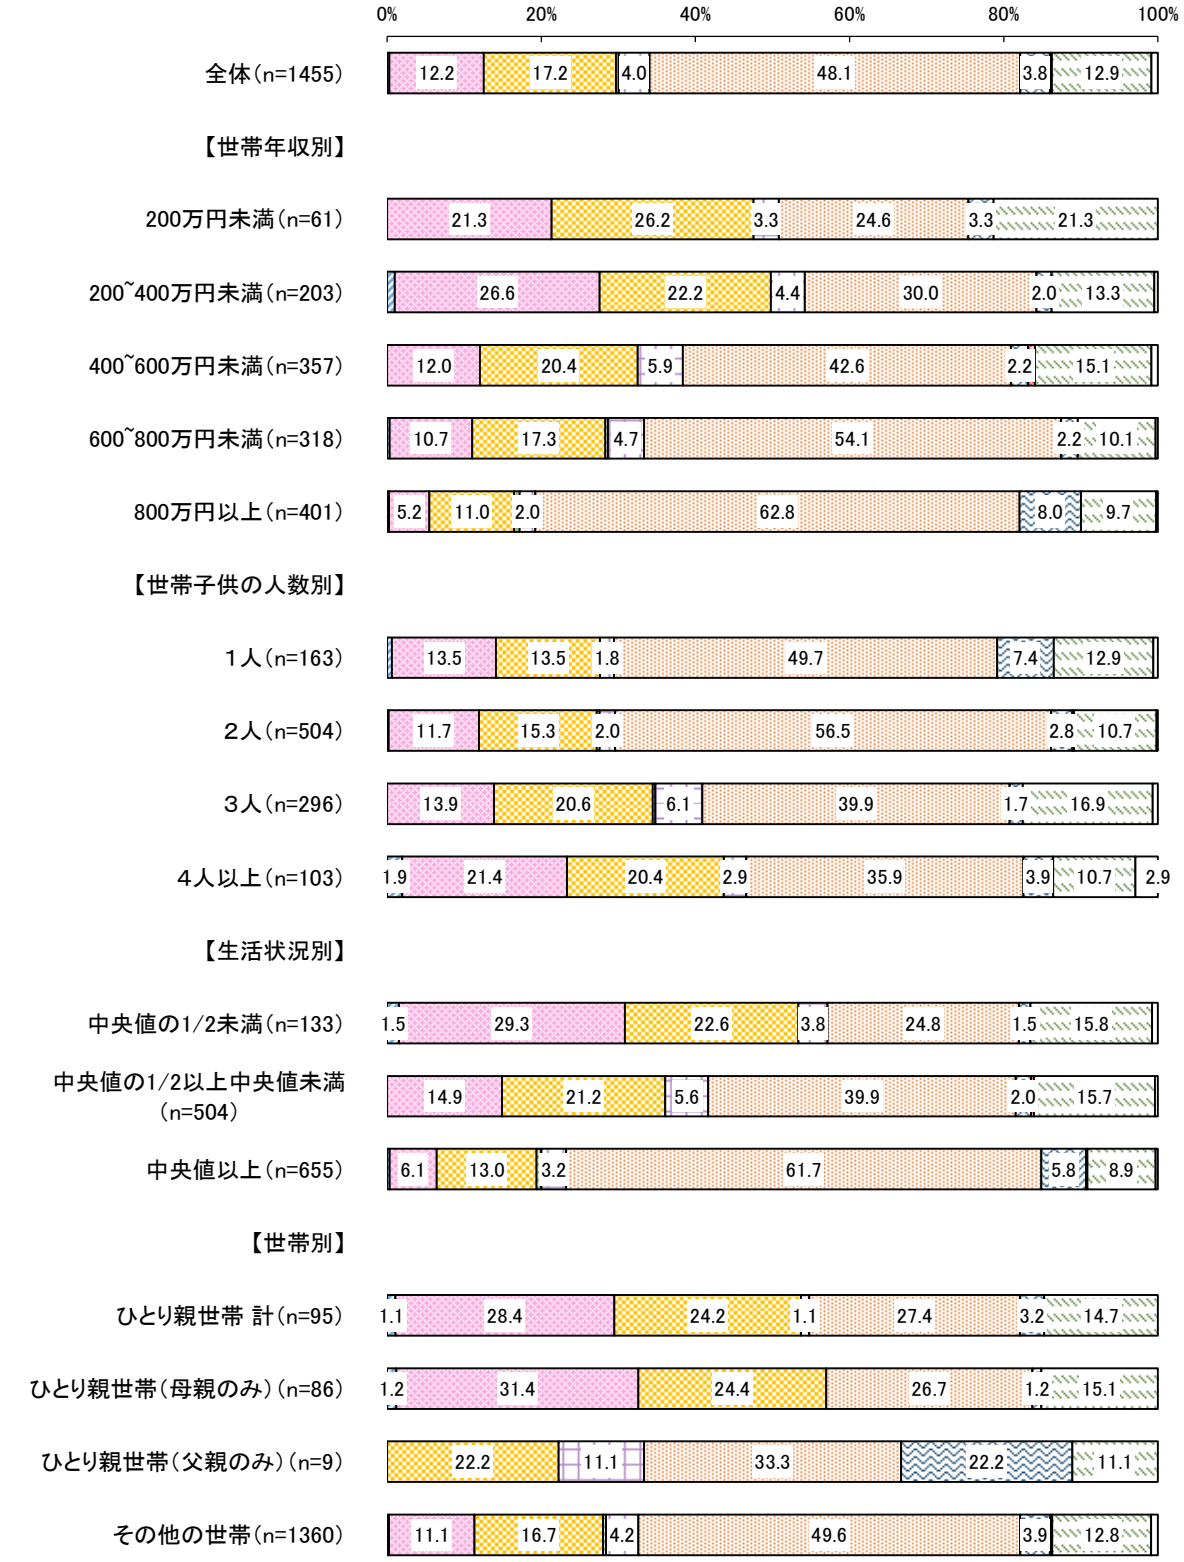 0% 20% 40% 60% 80% 100%
全体(n=1455) 12.2 17.2 4.0 48.1 3.8 12.9
【世帯年収別】
200万円未満(n=61) 21.3 26.2 3.3 24.6 3.3 21.3
200~400万円未満(n=203) 26.6 22.2 4.4 30.0 2.0 13.3
400~600万円未満(n=357) 12.0 20.4 5.9 42.6 2.2 15.1
600~800万円未満(n=318) 10.7 17.3 4.7 54.1 2.2 10.1
800万円以上(n=401) 5.2 11.0 2.0 62.8 8.0 9.7
【世帯子供の人数別】
1人(n=163) 13.5 13.5 1.8 49.7 7.4 12.9
2人(n=504) 11.7 15.3 2.0 56.5 2.8 10.7
3人(n=296) 13.9 20.6 6.1 39.9 1.7 16.9
4人以上(n=103) 1.9 21.4 20.4 2.9 35.9 3.9 10.7 2.9
【生活状況別】
中央値の1/2未満(n=133) 1.5 29.3 22.6 3.8 24.8 1.5 15.8
中央値の1/2以上中央値未満
(n=504) 14.9 21.2 5.6 39.9 2.0 15.7
中央値以上(n=655) 6.1 13.0 3.2 61.7 5.8 8.9
【世帯別】
ひとり親世帯 計(n=95) 1.1 28.4 24.2 1.1 27.4 3.2 14.7
ひとり親世帯(母親のみ)(n=86) 1.2 31.4 24.4 26.7 1.2 15.1
ひとり親世帯(父親のみ)(n=9) 22.2 11.1 33.3 22.2 11.1
その他の世帯(n=1360) 11.1 16.7 4.2 49.6 3.9 12.8